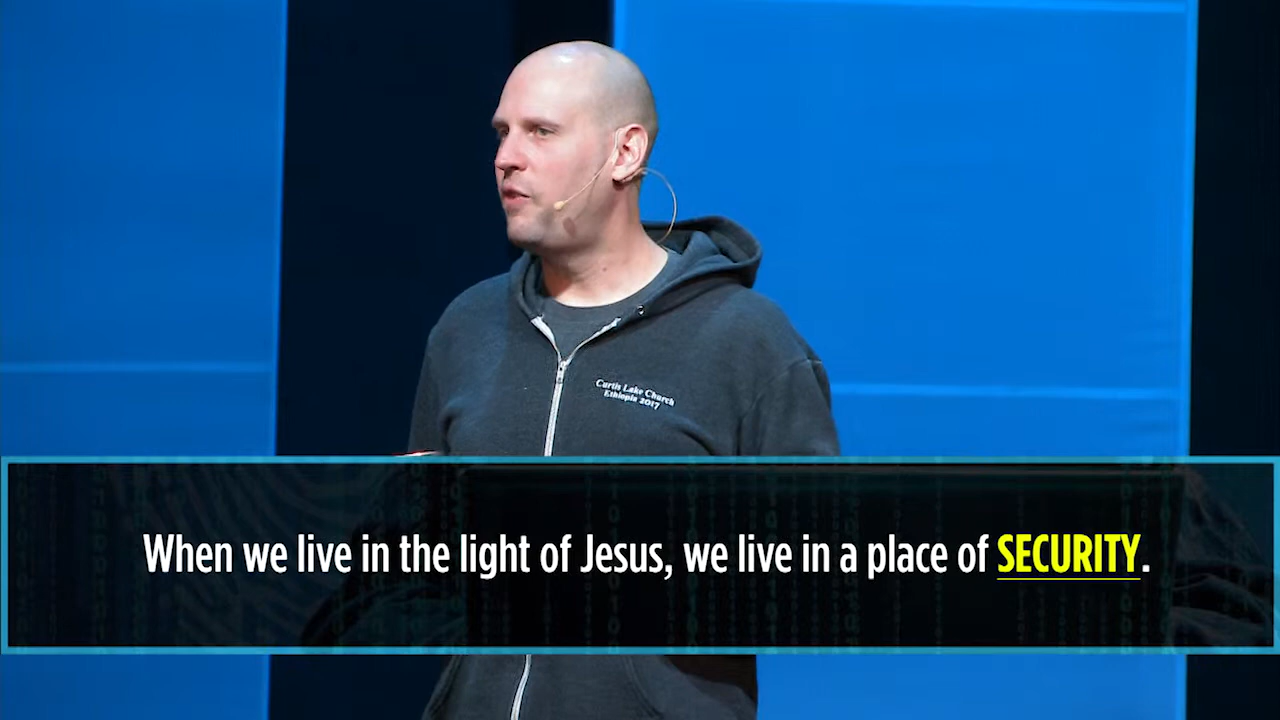 Curtis Lake Church
Ethiopia 2017
When we live in the light of Jesus, we live in a place of SECURITY.